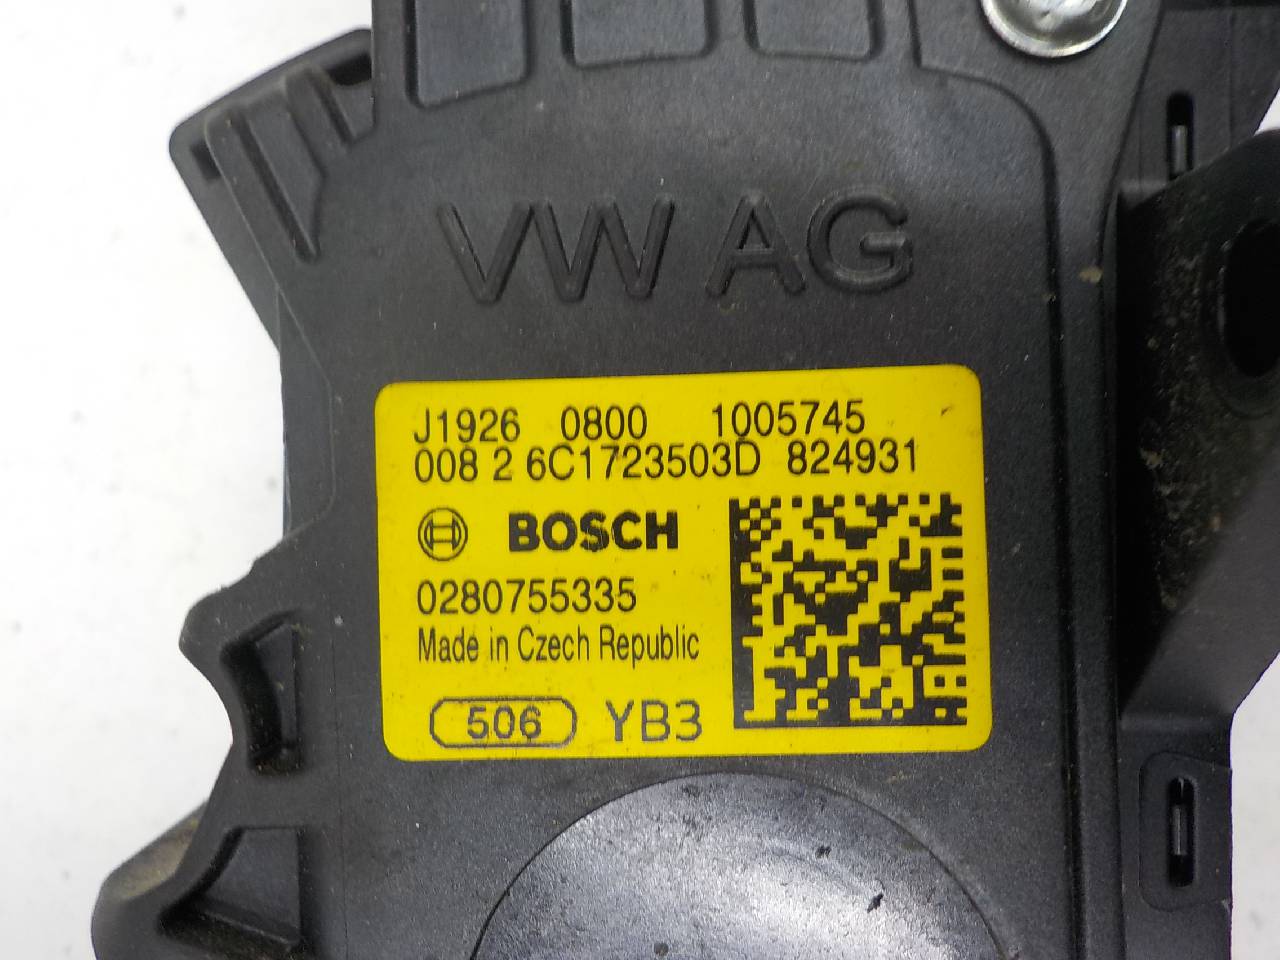 VW AG
J1926 0800 1005745
008 2 6C1723503D 824931
BOSCH
0280755335
Made in Czech Republic
506 YB3